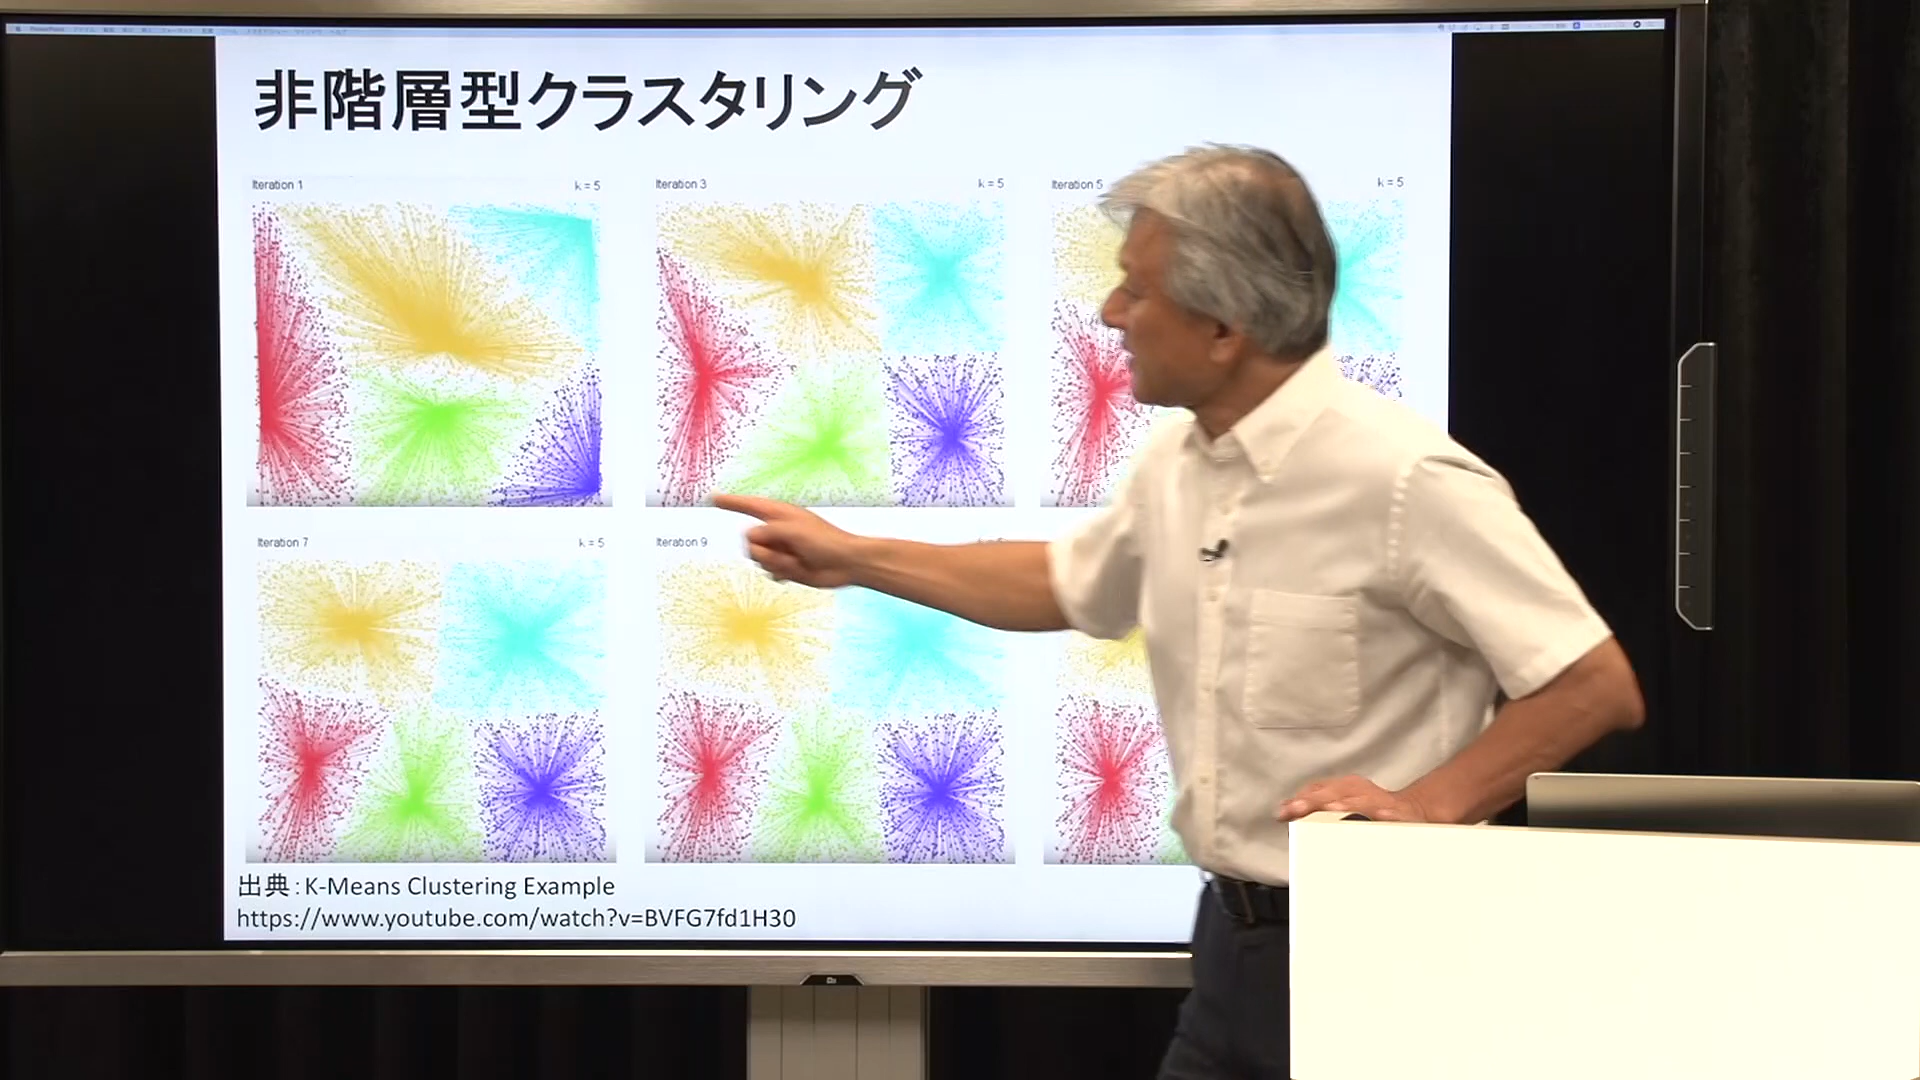 非階層型クラスタリング
Iteration 1 k = 5
Iteration 3 k = 5
Iteration 5 k = 5
Iteration 7 k = 5
Iteration 9
出典：K-Means Clustering Example
https://www.youtube.com/watch?v=BVFG7fd1H30